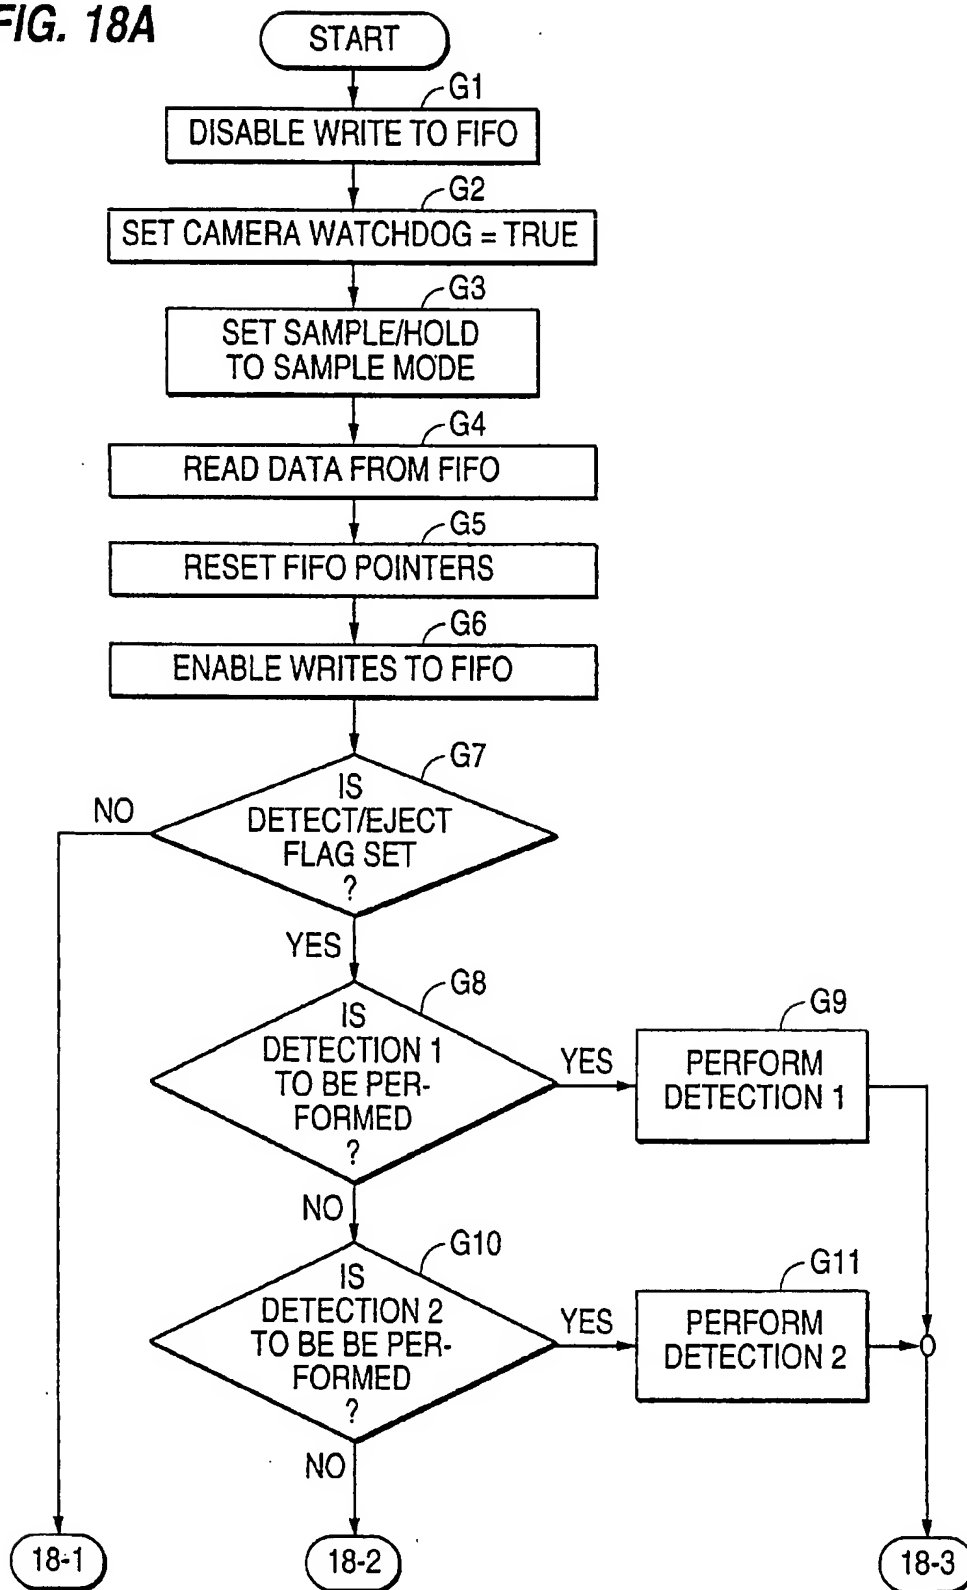 FIG. 18A
START
G1
DISABLE WRITE TO FIFO
G2
SET CAMERA WATCHDOG = TRUE
G3
SET SAMPLE/HOLD
TO SAMPLE MODE
G4
READ DATA FROM FIFO
G5
RESET FIFO POINTERS
G6
ENABLE WRITES TO FIFO
G7
IS
DETECT/EJECT
FLAG SET
?
NO
YES
G8
IS
DETECTION 1
TO BE PER-
FORMED
?
YES
G9
PERFORM
DETECTION 1
NO
G10
IS
DETECTION 2
TO BE BE PER-
FORMED
?
YES
G11
PERFORM
DETECTION 2
NO
18-1
18-2
18-3